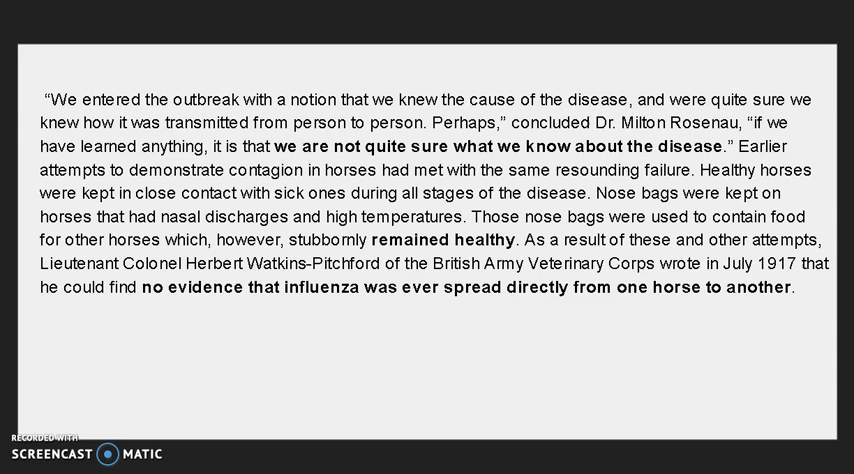 “We entered the outbreak with a notion that we knew the cause of the disease, and were quite sure we
knew how it was transmitted from person to person. Perhaps,” concluded Dr. Milton Rosenau, “if we
have learned anything, it is that we are not quite sure what we know about the disease.” Earlier
attempts to demonstrate contagion in horses had met with the same resounding failure. Healthy horses
were kept in close contact with sick ones during all stages of the disease. Nose bags were kept on
horses that had nasal discharges and high temperatures. Those nose bags were used to contain food
for other horses which, however, stubbornly remained healthy. As a result of these and other attempts,
Lieutenant Colonel Herbert Watkins-Pitchford of the British Army Veterinary Corps wrote in July 1917 that
he could find no evidence that influenza was ever spread directly from one horse to another.
RECORDED WITH
SCREENCAST MATIC